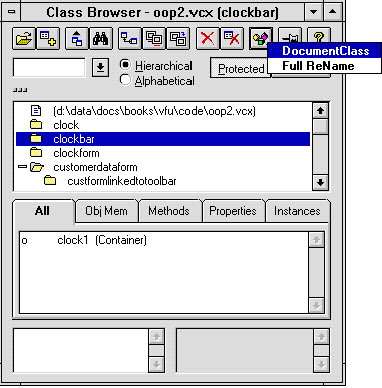 Class Browser - oop2.vcx (clockbar)
DocumentClass
Full ReName
Hierarchical
Alphabetical
Protected
(d:\data\docs\books\vfu\code\oop2.vcx)
clock
clockbar
clockform
customerdataform
custformlinkedtotoolbar
All Obj Mem Methods Properties Instances
o clock1 (Container)